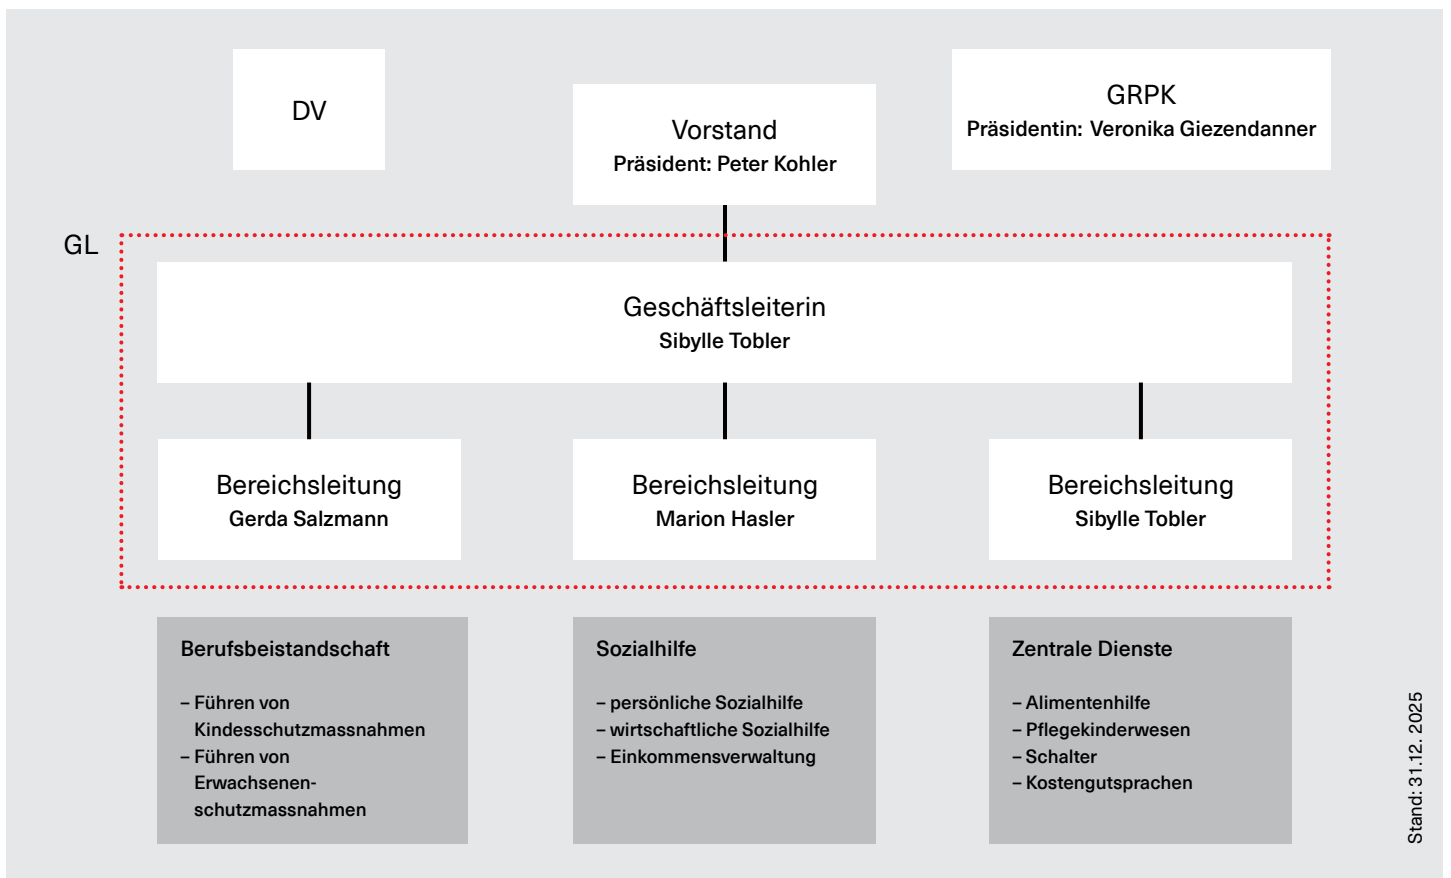 DV
Vorstand
Präsident: Peter Kohler
GRPK
Präsidentin: Veronika Giezendanner
GL
Geschäftsleiterin
Sibylle Tobler
Bereichsleitung
Gerda Salzmann
Bereichsleitung
Marion Hasler
Bereichsleitung
Sibylle Tobler
Berufsbeistandschaft
– Führen von
Kindesschutzmassnahmen
– Führen von
Erwachsenen-
schutzmassnahmen
Sozialhilfe
– persönliche Sozialhilfe
– wirtschaftliche Sozialhilfe
– Einkommensverwaltung
Zentrale Dienste
– Alimentenhilfe
– Pflegekinderwesen
– Schalter
– Kostengutsprachen
Stand: 31.12. 2025